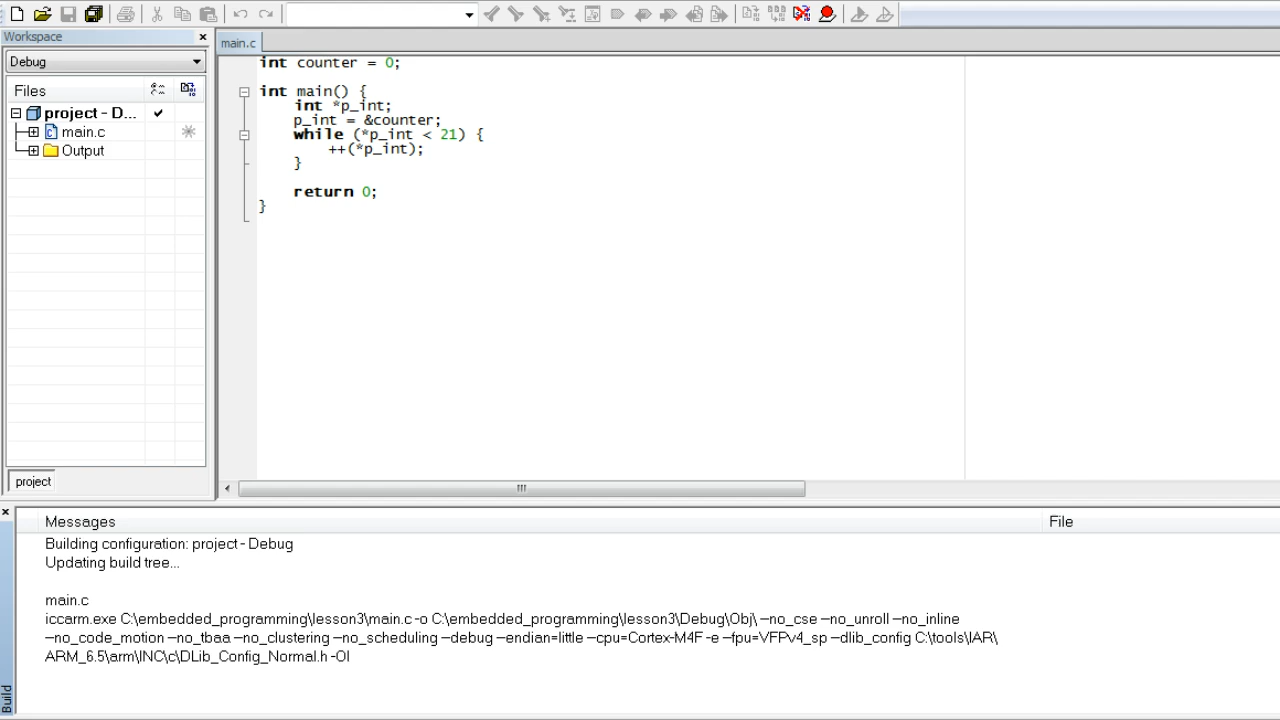 Workspace
Debug
Files
project - D...
main.c
Output
project
main.c
int counter = 0;
int main() {
int *p_int;
p_int = &counter;
while (*p_int < 21) {
++(*p_int);
}
return 0;
}
Messages
File
Building configuration: project - Debug
Updating build tree...
main.c
iccarm.exe C:\embedded_programming\lesson3\main.c -o C:\embedded_programming\lesson3\Debug\Obj\ --no_cse --no_unroll --no_inline
--no_code_motion --no_tbaa --no_clustering --no_scheduling --debug --endian=little --cpu=Cortex-M4F -e --fpu=VFPv4_sp --dlib_config C:\tools\IAR\
ARM_6.5\arm\INC\c\DLib_Config_Normal.h -Ol
Build